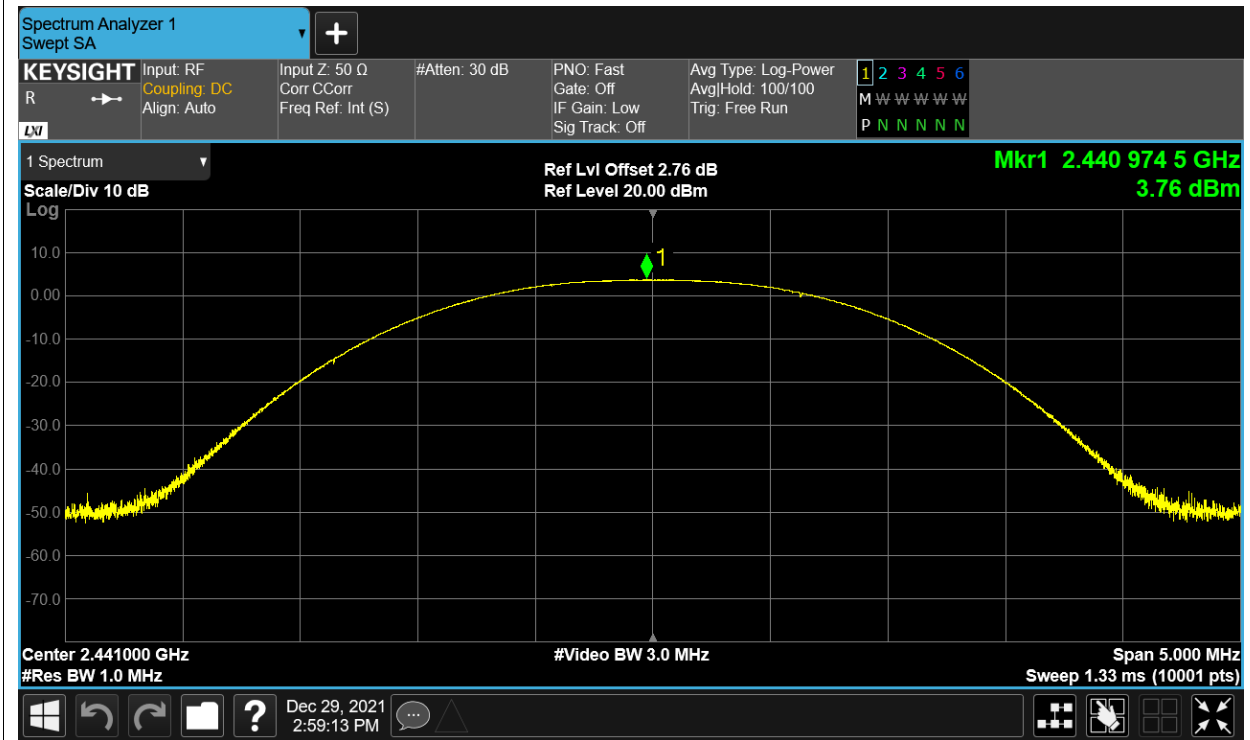 Spectrum Analyzer 1
Swept SA
KEYSIGHT
R
LXI
Input: RF
Coupling: DC
Align: Auto
Input Z: 50 Ω
Corr CCorr
Freq Ref: Int (S)
#Atten: 30 dB
PNO: Fast
Gate: Off
IF Gain: Low
Sig Track: Off
Avg Type: Log-Power
Avg|Hold: 100/100
Trig: Free Run
1 2 3 4 5 6
M W W W W W
P N N N N N
1 Spectrum
Scale/Div 10 dB
Log
Ref Lvl Offset 2.76 dB
Ref Level 20.00 dBm
Mkr1 2.440 974 5 GHz
3.76 dBm
1
10.0
0.00
-10.0
-20.0
-30.0
-40.0
-50.0
-60.0
-70.0
Center 2.441000 GHz
#Res BW 1.0 MHz
#Video BW 3.0 MHz
Span 5.000 MHz
Sweep 1.33 ms (10001 pts)
?
Dec 29, 2021
2:59:13 PM